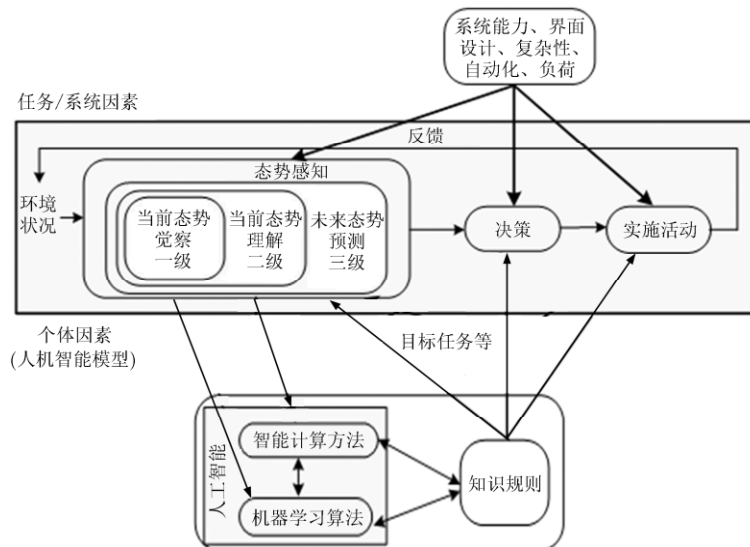 系统能力、界面
设计、复杂性、
自动化、负荷
任务/系统因素
反馈
态势感知
环境
状况
当前态势
觉察
一级
当前态势
理解
二级
未来态势
预测
三级
决策
实施活动
个体因素
(人机智能模型)
目标任务等
人工智能
智能计算方法
机器学习算法
知识规则